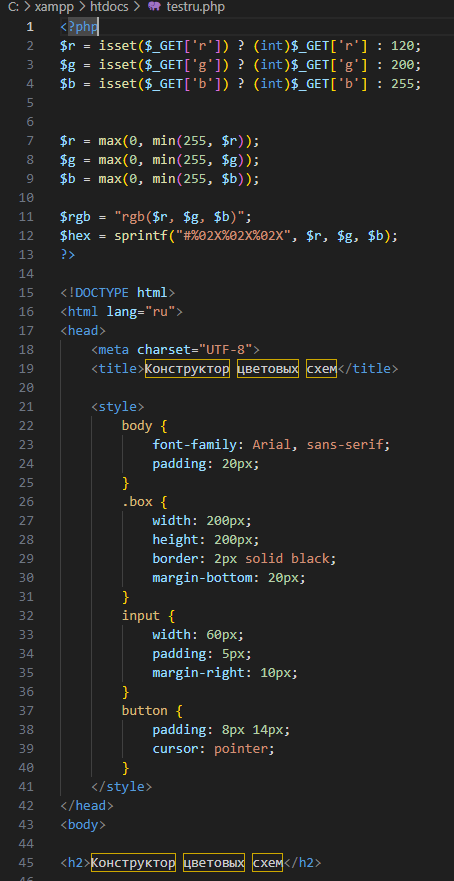 C: > xampp > htdocs > testru.php
1 <?php
2 $r = isset($_GET['r']) ? (int)$_GET['r'] : 120;
3 $g = isset($_GET['g']) ? (int)$_GET['g'] : 200;
4 $b = isset($_GET['b']) ? (int)$_GET['b'] : 255;
5
6
7 $r = max(0, min(255, $r));
8 $g = max(0, min(255, $g));
9 $b = max(0, min(255, $b));
10
11 $rgb = "rgb($r, $g, $b)";
12 $hex = sprintf("#%02X%02X%02X", $r, $g, $b);
13 ?>
14
15 <!DOCTYPE html>
16 <html lang="ru">
17 <head>
18     <meta charset="UTF-8">
19     <title>Конструктор цветовых схем</title>
20
21     <style>
22         body {
23             font-family: Arial, sans-serif;
24             padding: 20px;
25         }
26         .box {
27             width: 200px;
28             height: 200px;
29             border: 2px solid black;
30             margin-bottom: 20px;
31         }
32         input {
33             width: 60px;
34             padding: 5px;
35             margin-right: 10px;
36         }
37         button {
38             padding: 8px 14px;
39             cursor: pointer;
40         }
41     </style>
42 </head>
43 <body>
44
45 <h2>Конструктор цветовых схем</h2>